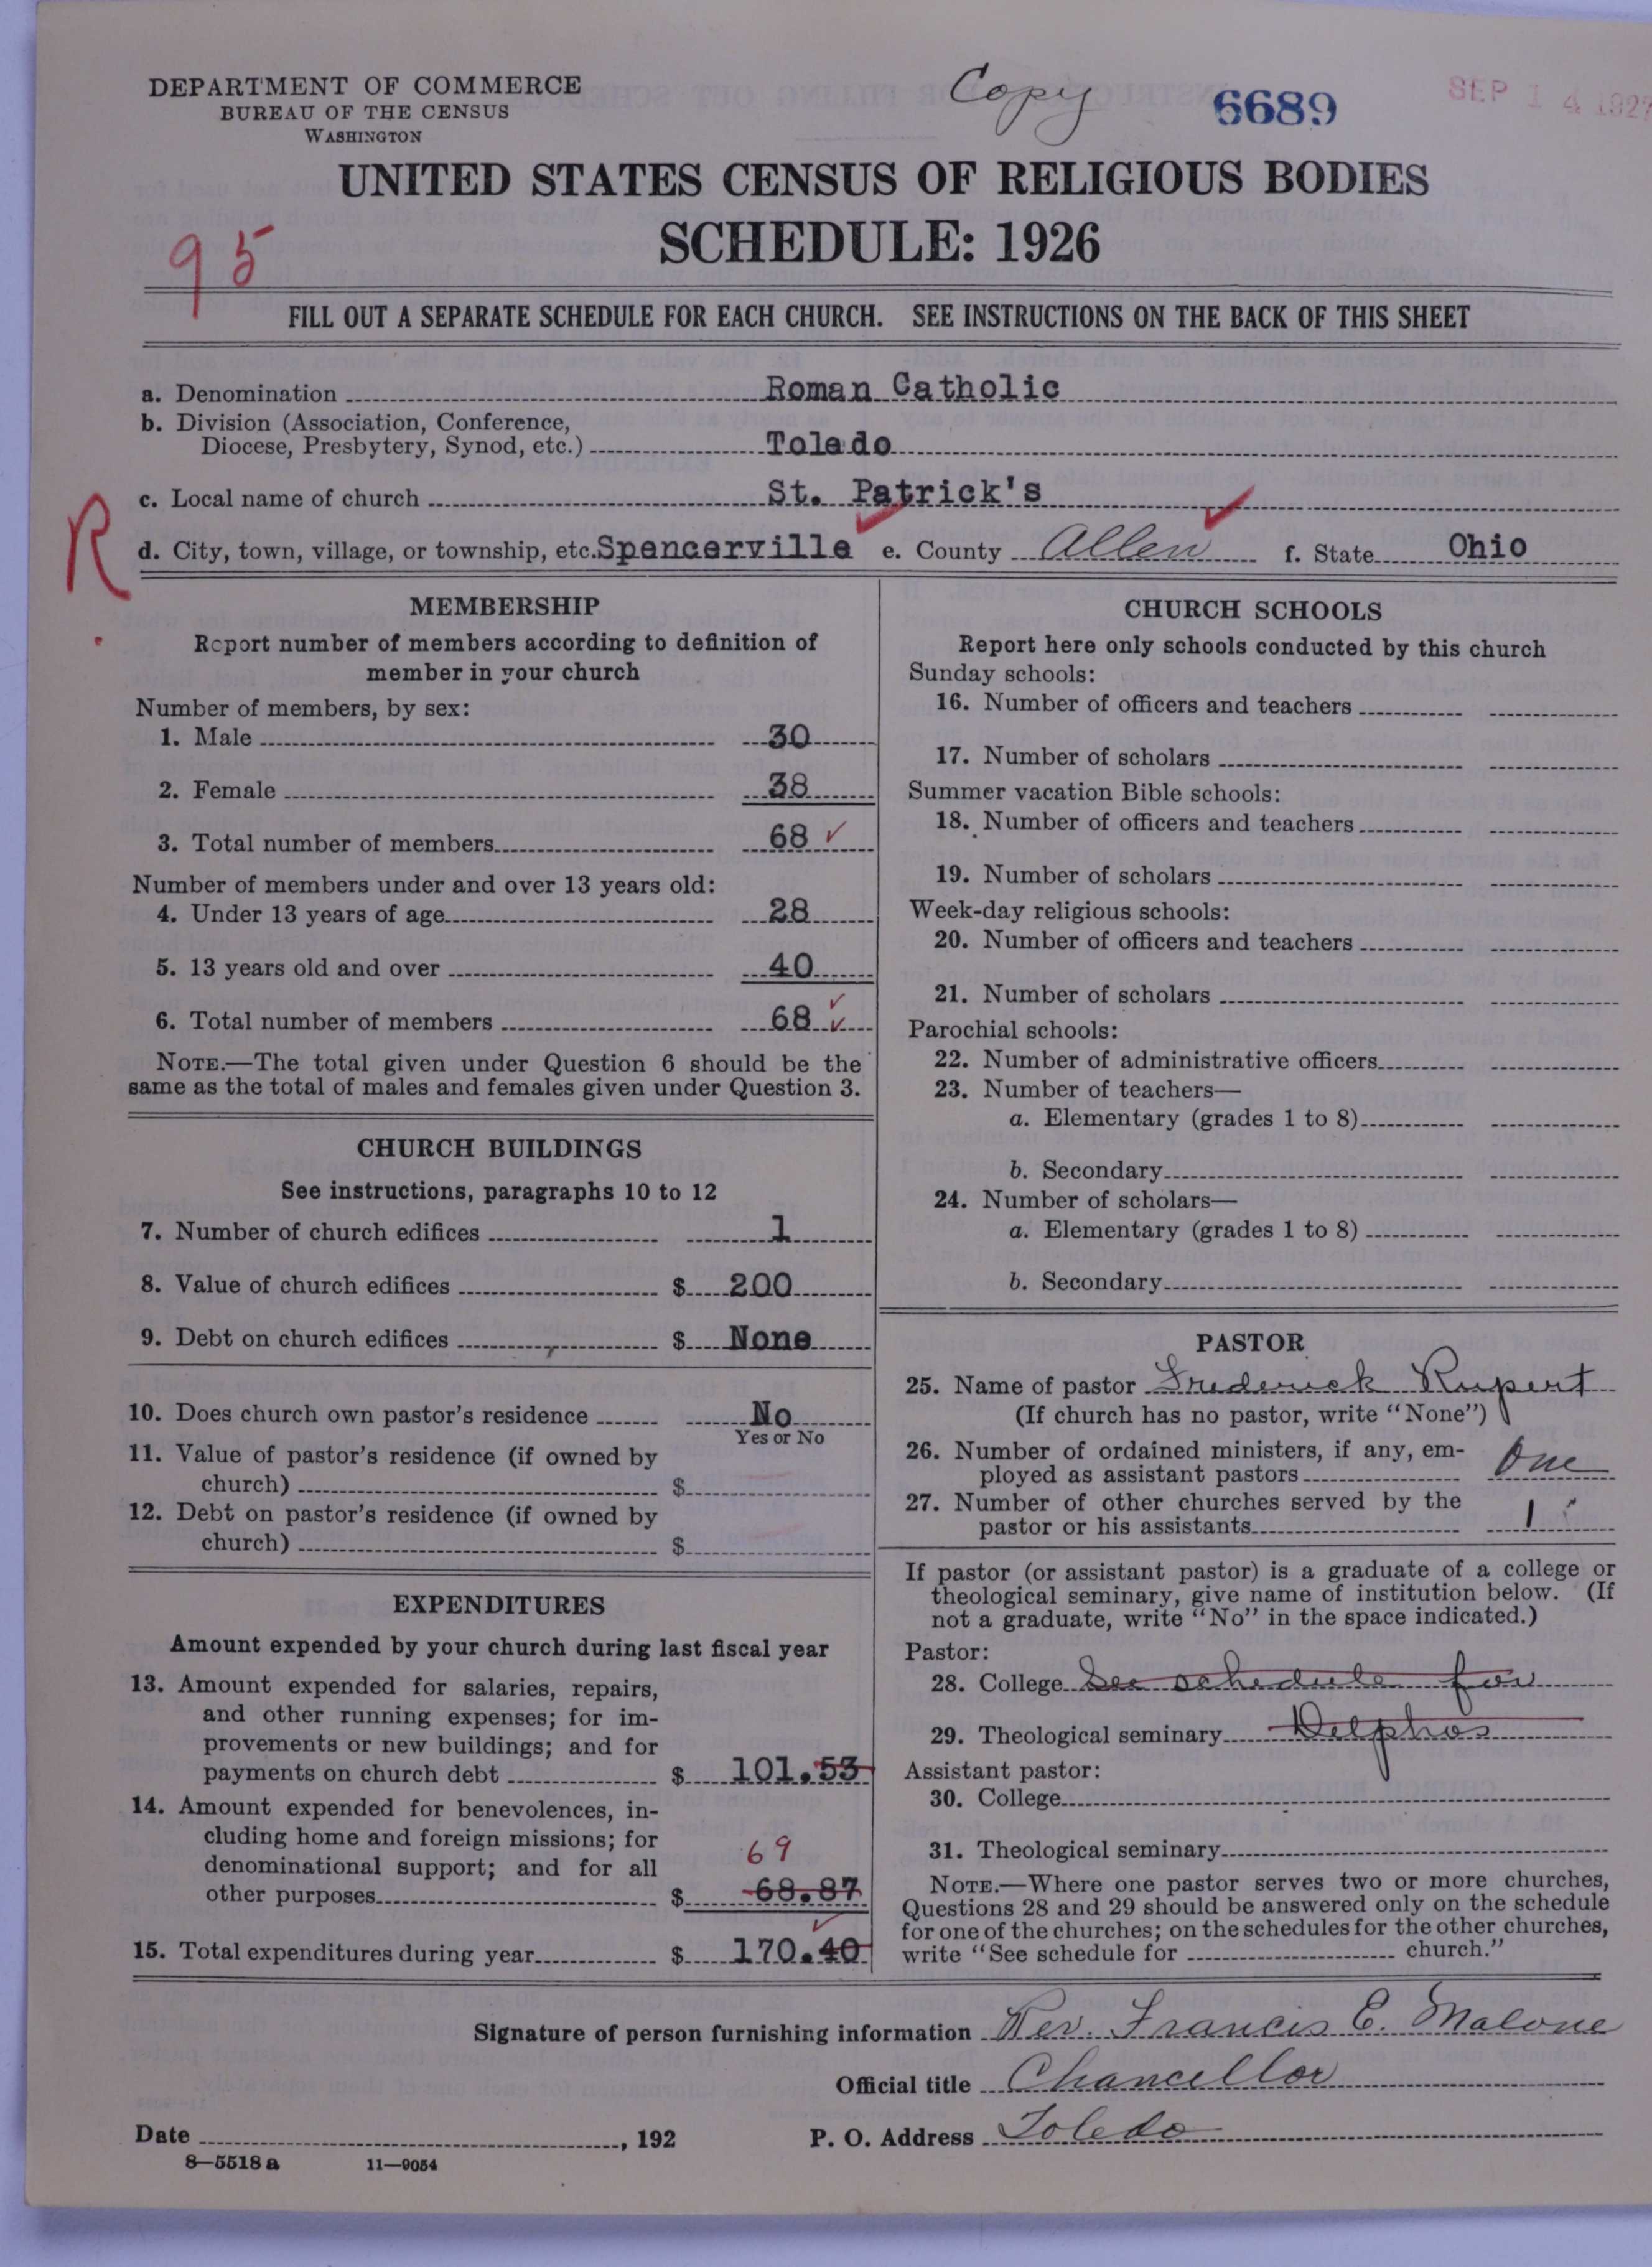 DEPARTMENT OF COMMERCE
BUREAU OF THE CENSUS
WASHINGTON
Copy
6689
SEP 14 1927
UNITED STATES CENSUS OF RELIGIOUS BODIES
SCHEDULE: 1926
95
FILL OUT A SEPARATE SCHEDULE FOR EACH CHURCH. SEE INSTRUCTIONS ON THE BACK OF THIS SHEET
a. Denomination Roman Catholic
b. Division (Association, Conference,
Diocese, Presbytery, Synod, etc.) Toledo
c. Local name of church St. Patrick's
R
d. City, town, village, or township, etc. Spencerville e. County Allen f. State Ohio
MEMBERSHIP
Report number of members according to definition of
member in your church
Number of members, by sex:
1. Male 30
2. Female 38
3. Total number of members 68 ✓
Number of members under and over 13 years old:
4. Under 13 years of age 28
5. 13 years old and over 40
6. Total number of members 68 ✓
NOTE.—The total given under Question 6 should be the
same as the total of males and females given under Question 3.
CHURCH BUILDINGS
See instructions, paragraphs 10 to 12
7. Number of church edifices 1
8. Value of church edifices $ 200
9. Debt on church edifices $ None
10. Does church own pastor's residence No
Yes or No
11. Value of pastor's residence (if owned by
church) $
12. Debt on pastor's residence (if owned by
church) $
EXPENDITURES
Amount expended by your church during last fiscal year
13. Amount expended for salaries, repairs,
and other running expenses; for im-
provements or new buildings; and for
payments on church debt $ 101.53
14. Amount expended for benevolences, in-
cluding home and foreign missions; for
denominational support; and for all
69
other purposes $ 68.87
15. Total expenditures during year $ 170.40
CHURCH SCHOOLS
Report here only schools conducted by this church
Sunday schools:
16. Number of officers and teachers
17. Number of scholars
Summer vacation Bible schools:
18. Number of officers and teachers
19. Number of scholars
Week-day religious schools:
20. Number of officers and teachers
21. Number of scholars
Parochial schools:
22. Number of administrative officers
23. Number of teachers—
a. Elementary (grades 1 to 8)
b. Secondary
24. Number of scholars—
a. Elementary (grades 1 to 8)
b. Secondary
PASTOR
25. Name of pastor Frederick Rupert
(If church has no pastor, write "None")
26. Number of ordained ministers, if any, em-
ployed as assistant pastors One
27. Number of other churches served by the
pastor or his assistants 1
If pastor (or assistant pastor) is a graduate of a college or
theological seminary, give name of institution below. (If
not a graduate, write "No" in the space indicated.)
Pastor:
28. College See schedule for
29. Theological seminary Delphos
Assistant pastor:
30. College
31. Theological seminary
NOTE.—Where one pastor serves two or more churches,
Questions 28 and 29 should be answered only on the schedule
for one of the churches; on the schedules for the other churches,
write "See schedule for church."
Signature of person furnishing information Rev. Francis E. Malone
Official title Chancellor
Date , 192 P. O. Address Toledo
8—5518 a 11—9054